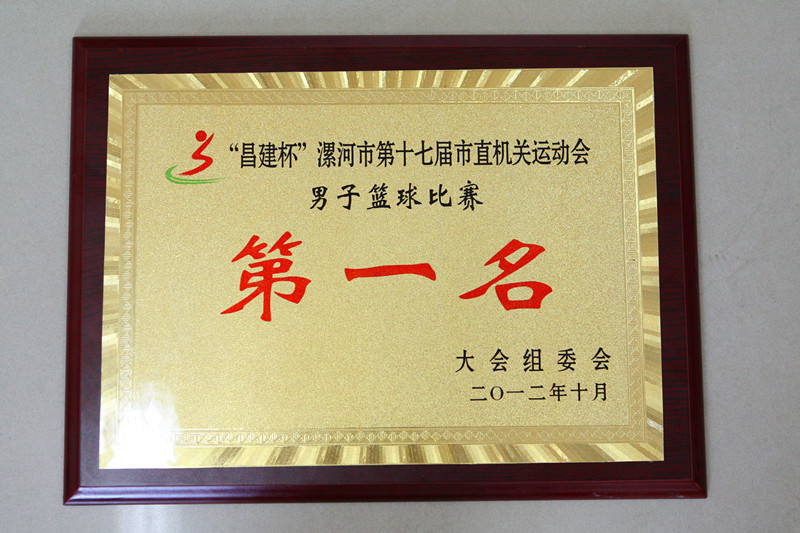 “昌建杯”漯河市第十七届市直机关运动会
男子篮球比赛
第一名
大会组委会
二〇一二年十月